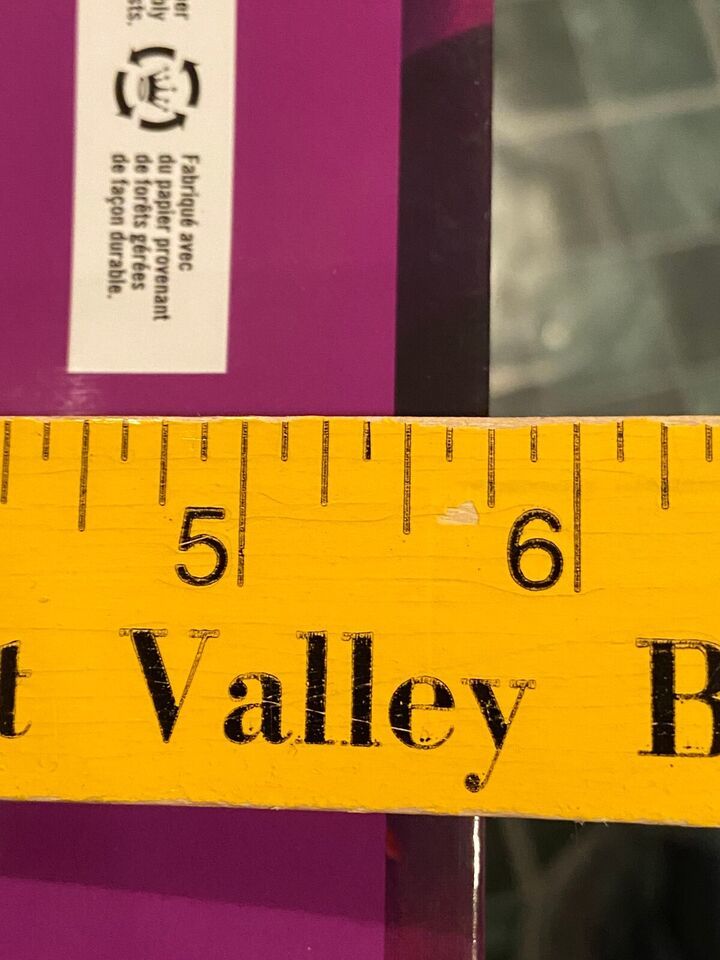 Fabriqué avec
du papier provenant
de forêts gérées
de façon durable.
5 6
Valley